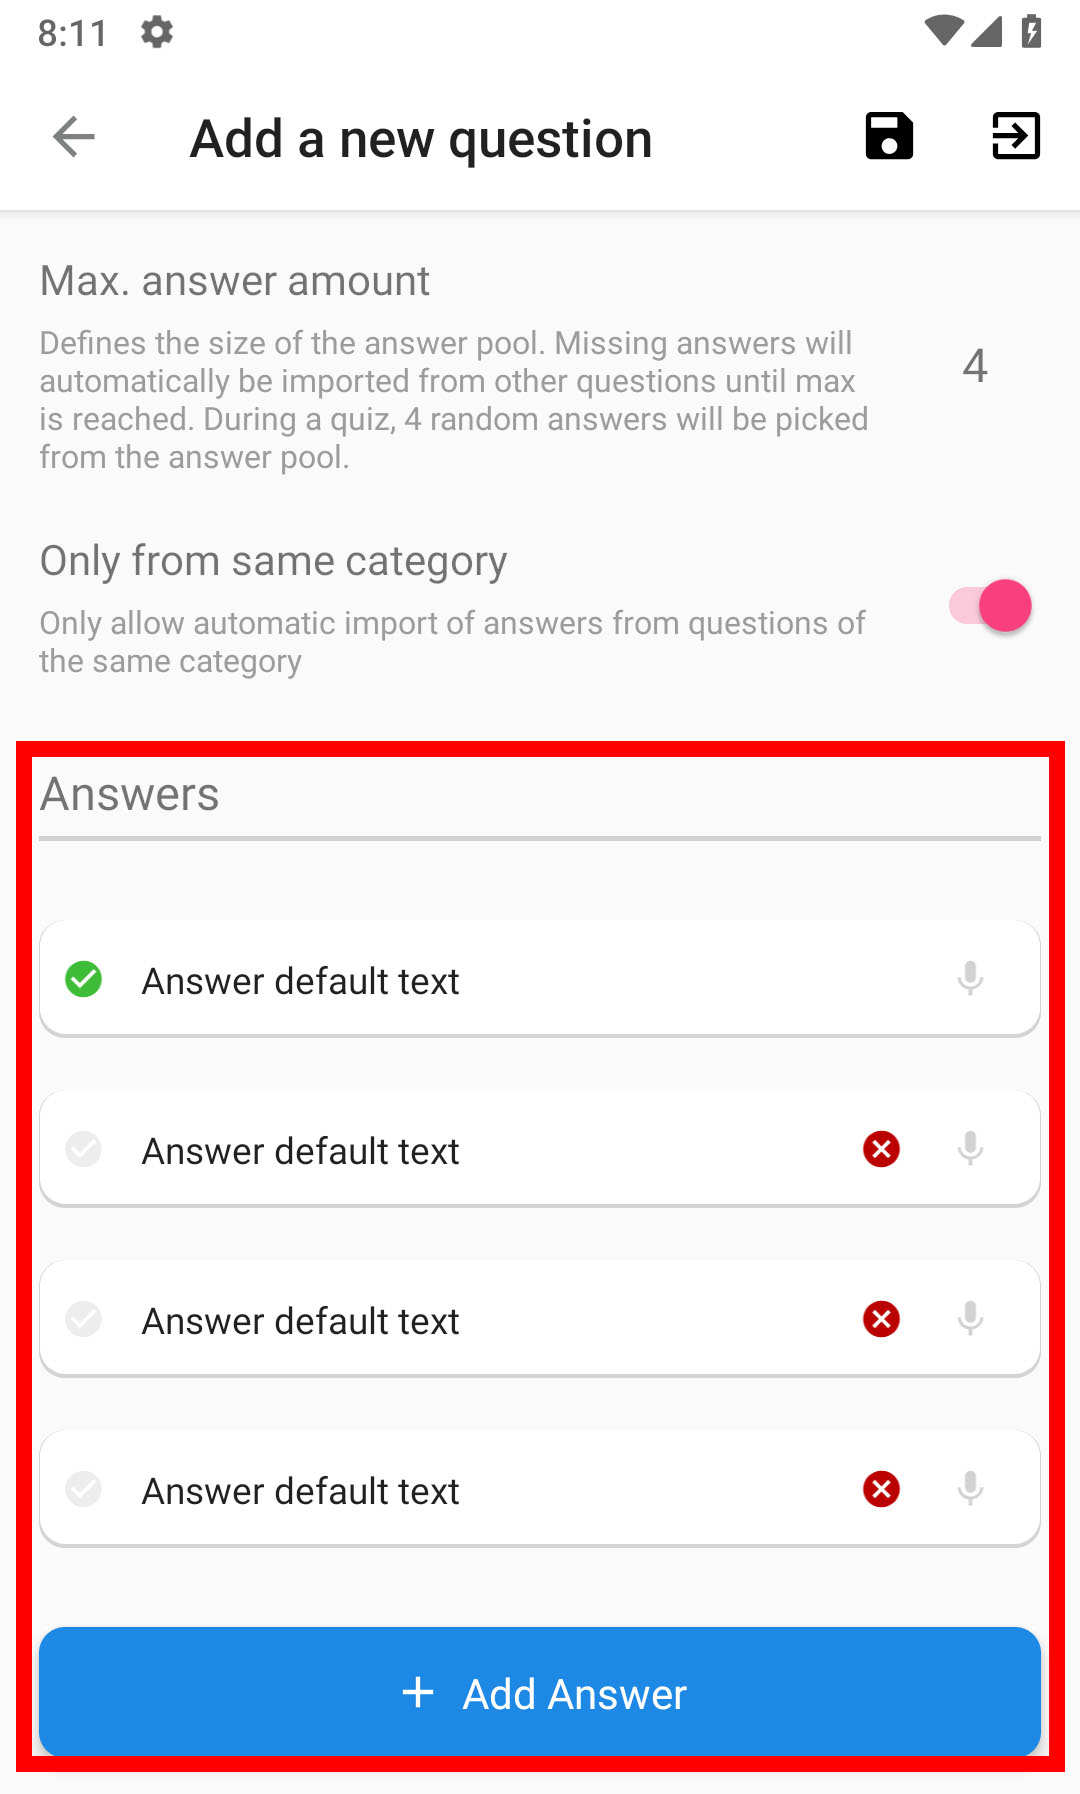 8:11
Add a new question
Max. answer amount
Defines the size of the answer pool. Missing answers will
automatically be imported from other questions until max
is reached. During a quiz, 4 random answers will be picked
from the answer pool.
4
Only from same category
Only allow automatic import of answers from questions of
the same category
Answers
Answer default text
Answer default text
Answer default text
Answer default text
+ Add Answer